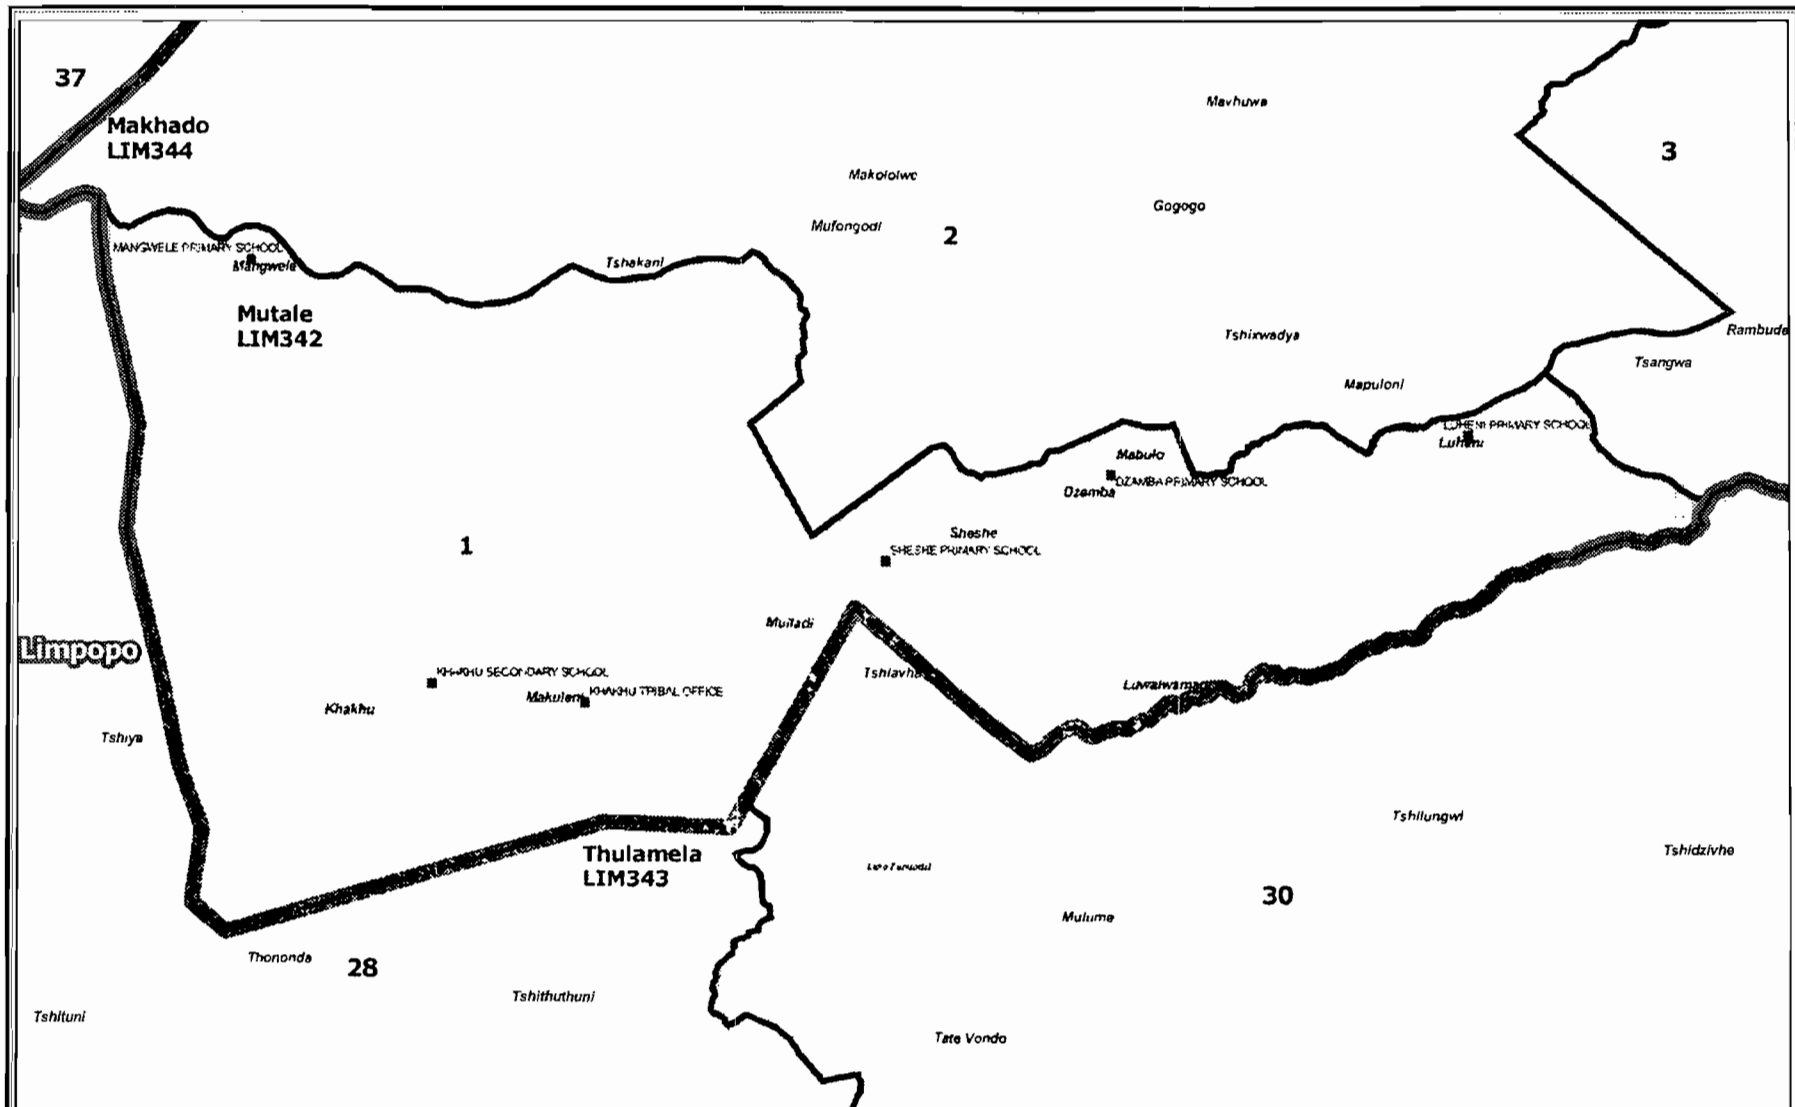 37
Makhado
LIM344
Mavhuwa
3
Makololwe
Gogogo
Mufongodi
2
MANGWELE PRIMARY SCHOOL
Mangwele
Tshakani
Mutale
LIM342
Tshixwadya
Rambuda
Tsangwa
Mapuloni
LUHENI PRIMARY SCHOOL
Luheni
Mabulo
DZAMBA PRIMARY SCHOOL
Dzamba
Sheshe
SHESHE PRIMARY SCHOOL
1
Muiladi
Limpopo
KHAKHU SECONDARY SCHOOL
KHAKHU TRIBAL OFFICE
Makuleni
Khakhu
Tshiavha
Tshiya
Thulamela
LIM343
Tshilungwi
Tshidzivhe
30
Mulume
Thononda
28
Tshithuthuni
Tshituni
Tate Vondo